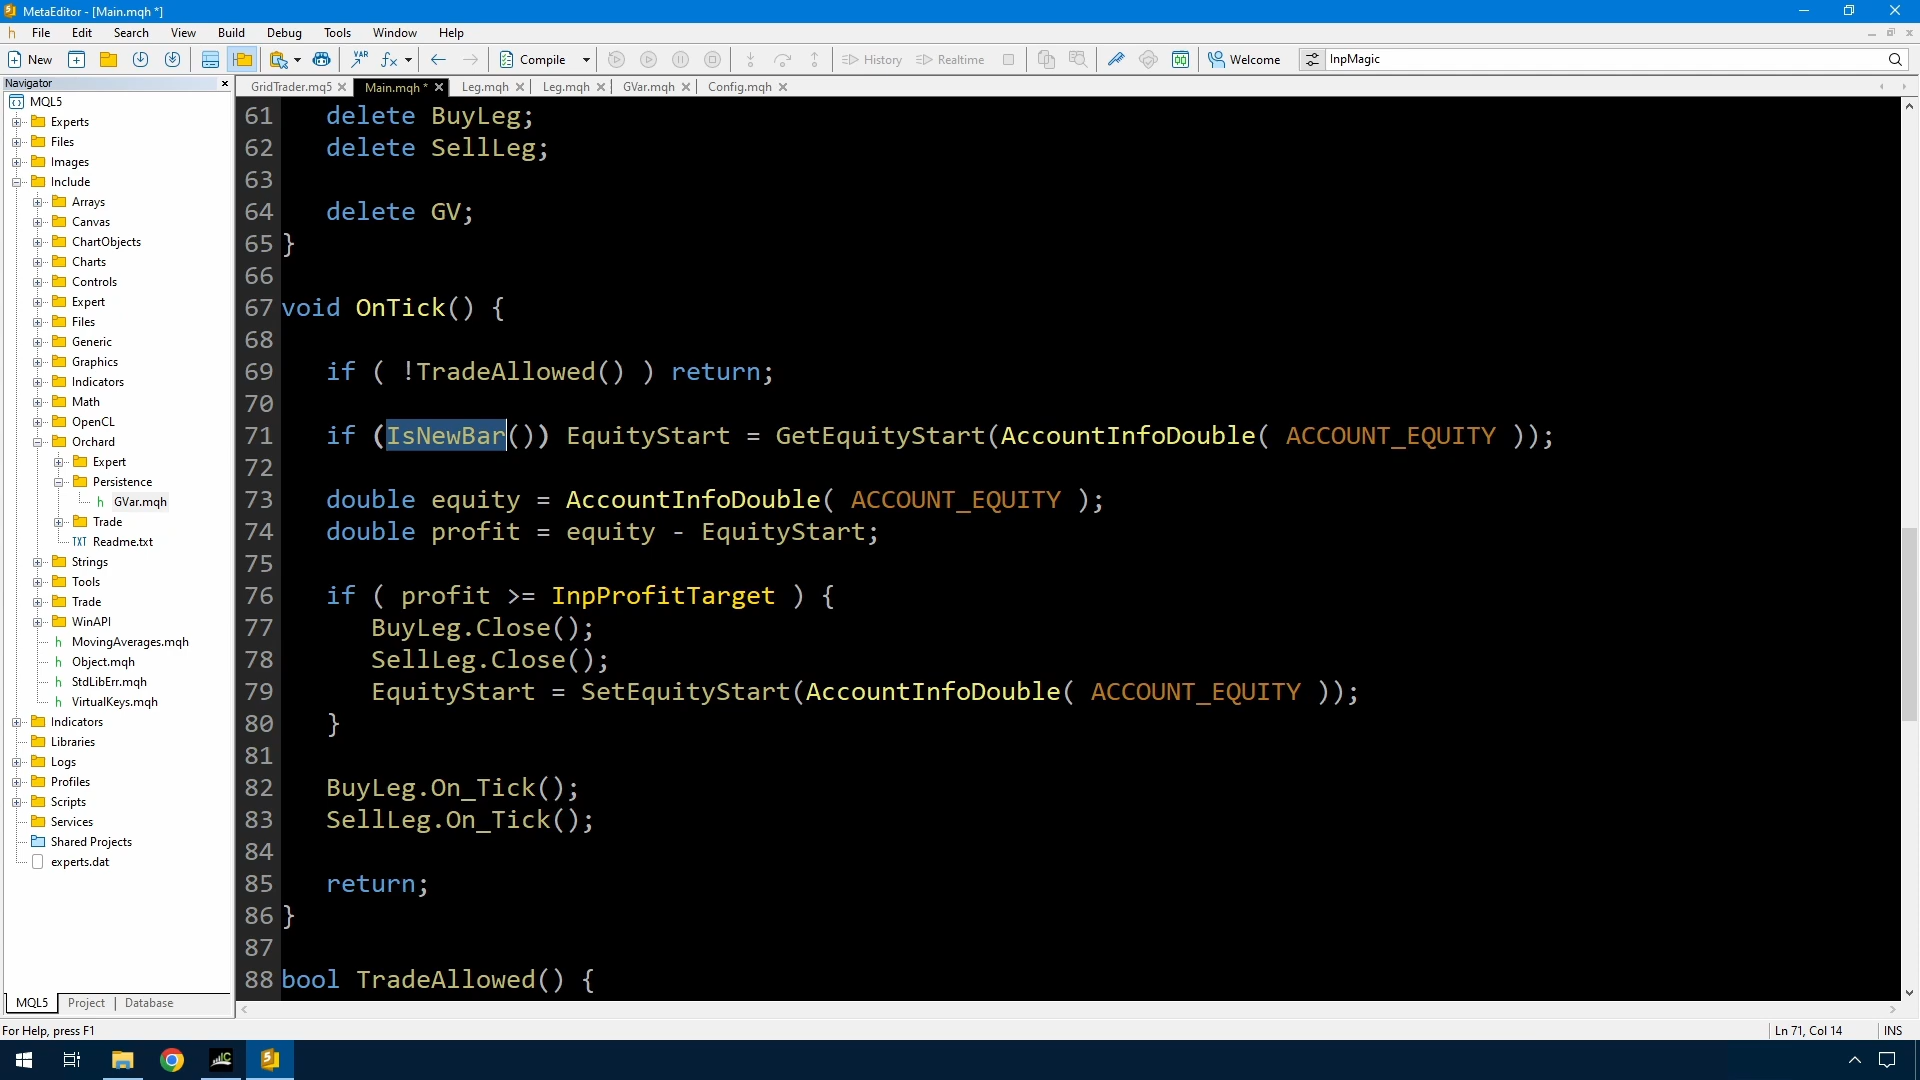 MetaEditor - [Main.mqh *]
File Edit Search View Build Debug Tools Window Help
New VAR Compile History Realtime Welcome InpMagic
Navigator
GridTrader.mq5 Main.mqh * Leg.mqh Leg.mqh GVar.mqh Config.mqh
MQL5
Experts
Files
Images
Include
Arrays
Canvas
ChartObjects
Charts
Controls
Expert
Files
Generic
Graphics
Indicators
Math
OpenCL
Orchard
Expert
Persistence
GVar.mqh
Trade
TXT Readme.txt
Strings
Tools
Trade
WinAPI
h MovingAverages.mqh
h Object.mqh
h StdLibErr.mqh
h VirtualKeys.mqh
Indicators
Libraries
Logs
Profiles
Scripts
Services
Shared Projects
experts.dat
MQL5 Project Database
61 delete BuyLeg;
62 delete SellLeg;
63
64 delete GV;
65 }
66
67 void OnTick() {
68
69 if ( !TradeAllowed() ) return;
70
71 if (IsNewBar()) EquityStart = GetEquityStart(AccountInfoDouble( ACCOUNT_EQUITY ));
72
73 double equity = AccountInfoDouble( ACCOUNT_EQUITY );
74 double profit = equity - EquityStart;
75
76 if ( profit >= InpProfitTarget ) {
77 BuyLeg.Close();
78 SellLeg.Close();
79 EquityStart = SetEquityStart(AccountInfoDouble( ACCOUNT_EQUITY ));
80 }
81
82 BuyLeg.On_Tick();
83 SellLeg.On_Tick();
84
85 return;
86 }
87
88 bool TradeAllowed() {
For Help, press F1
Ln 71, Col 14
INS